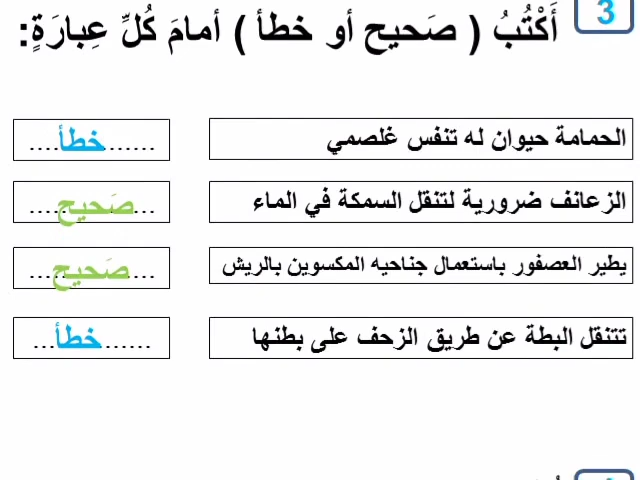 3 أَكْتُبُ ( صَحيح أو خطأ ) أمامَ كُلِّ عِبارَةٍ:
الحمامة حيوان له تنفس غلصمي .......خطأ....
الزعانف ضرورية لتنقل السمكة في الماء ...صَحيح....
يطير العصفور باستعمال جناحيه المكسوين بالريش ...صَحيح....
تتنقل البطة عن طريق الزحف على بطنها ......خطأ...